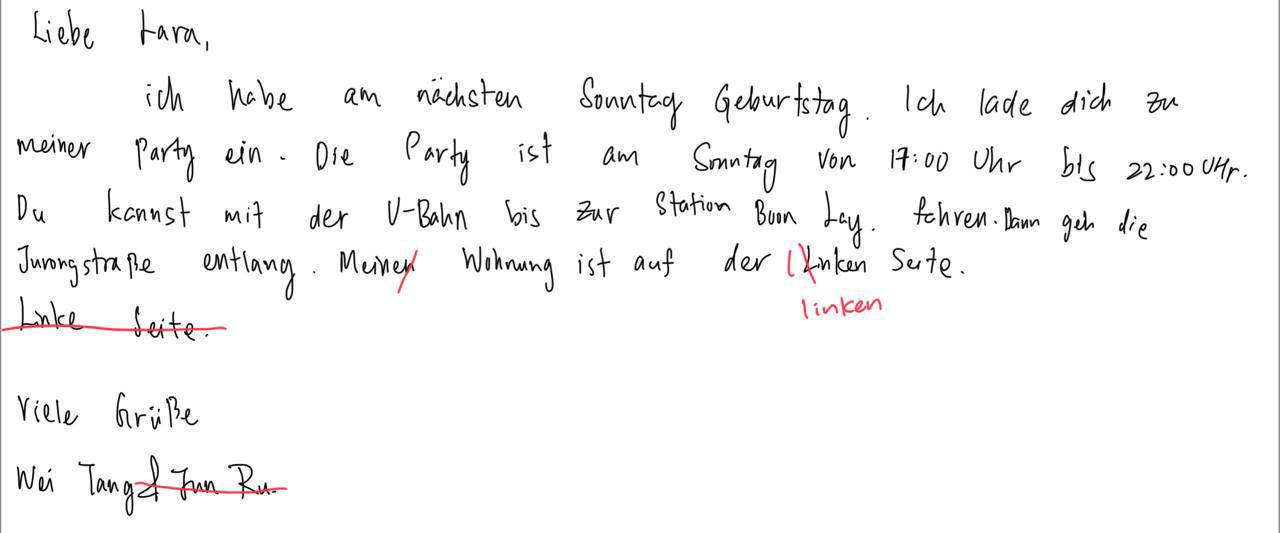 Liebe Lara,
ich habe am nächsten Sonntag Geburtstag. Ich lade dich zu
meiner Party ein. Die Party ist am Sonntag von 17:00 Uhr bis 22:00 Uhr.
Du kannst mit der U-Bahn bis zur Station Boon Lay. fahren. Dann geh die
Jurongstraße entlang. Meiner Wohnung ist auf der Linken Seite.
linken
Linke Seite.
Viele Grüße
Wei Tang & Jun Ru.